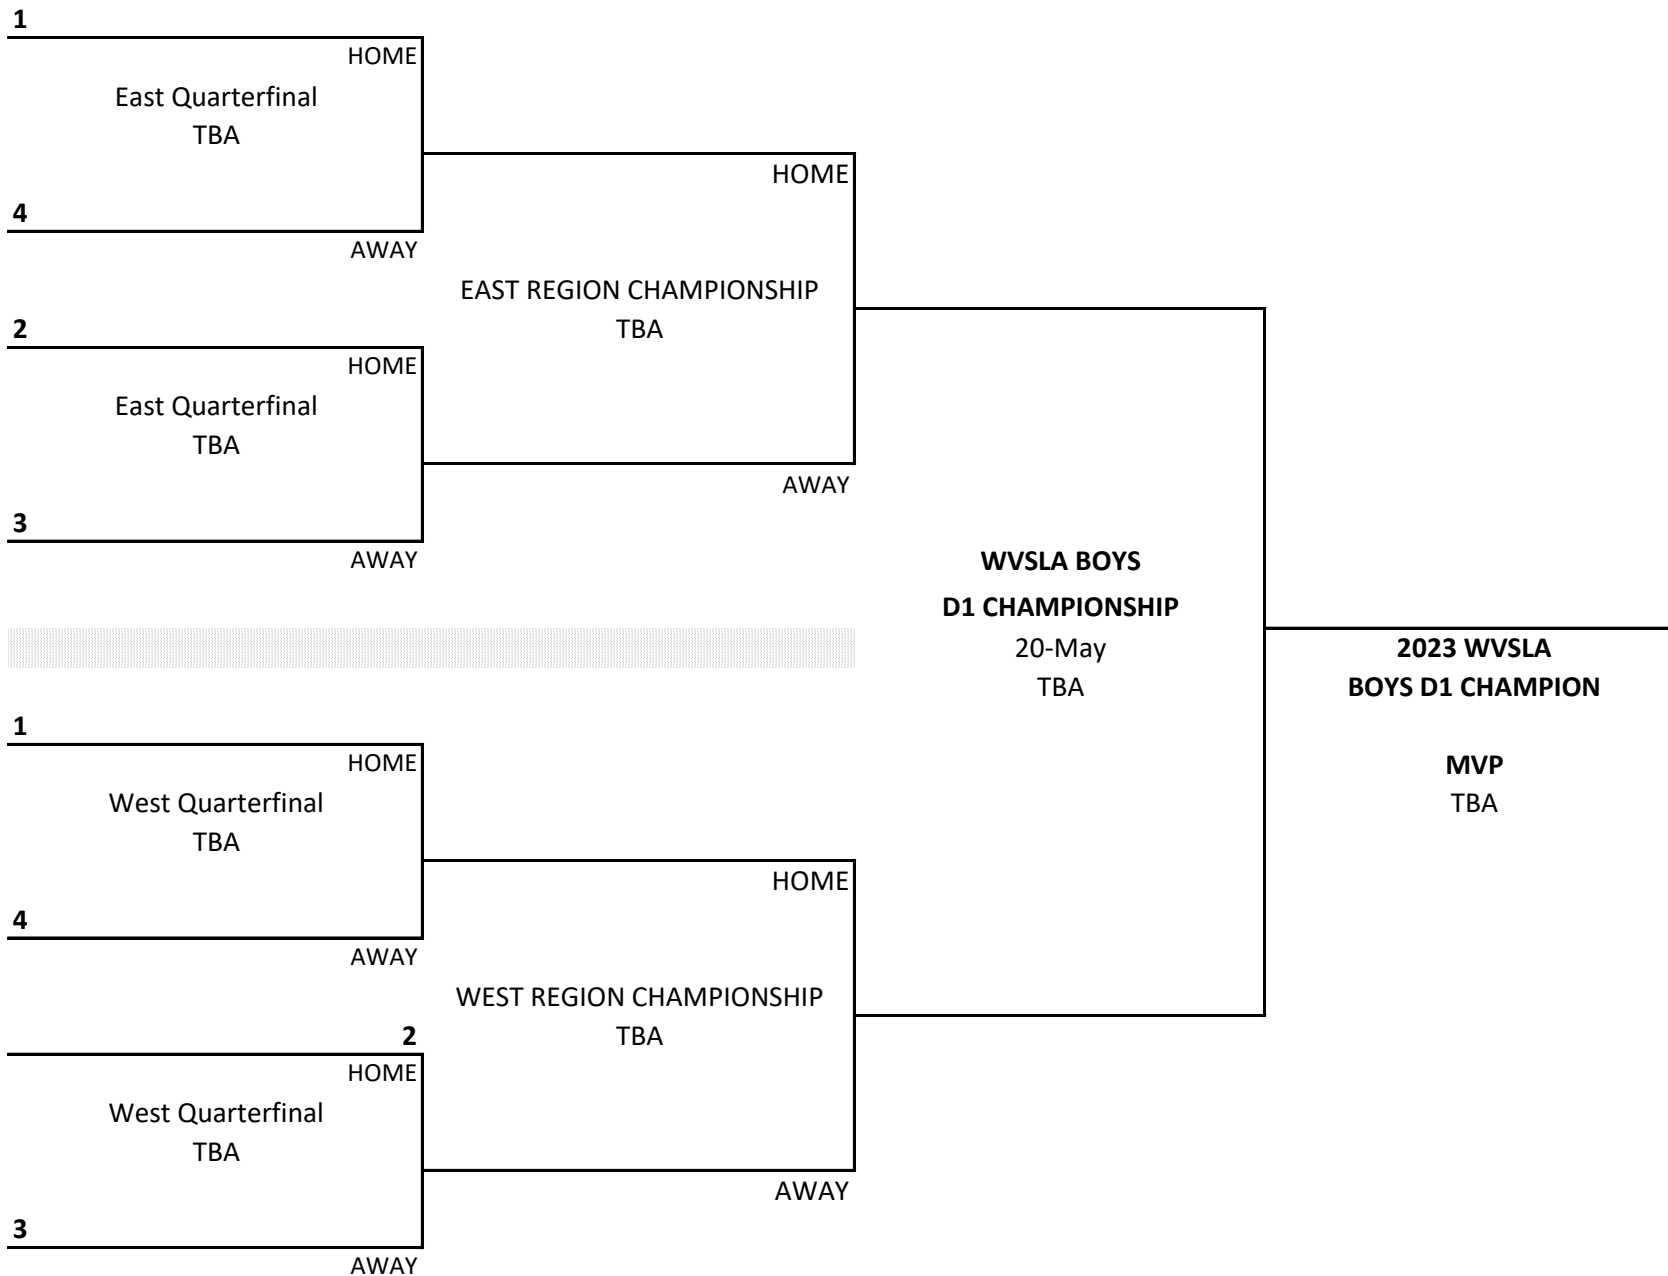 1
HOME
East Quarterfinal
TBA
4
AWAY
2
HOME
East Quarterfinal
TBA
3
AWAY
HOME
EAST REGION CHAMPIONSHIP
TBA
AWAY
1
HOME
West Quarterfinal
TBA
4
AWAY
2
HOME
West Quarterfinal
TBA
3
AWAY
HOME
WEST REGION CHAMPIONSHIP
TBA
AWAY
WVSLA BOYS
D1 CHAMPIONSHIP
20-May
TBA
2023 WVSLA
BOYS D1 CHAMPION
MVP
TBA